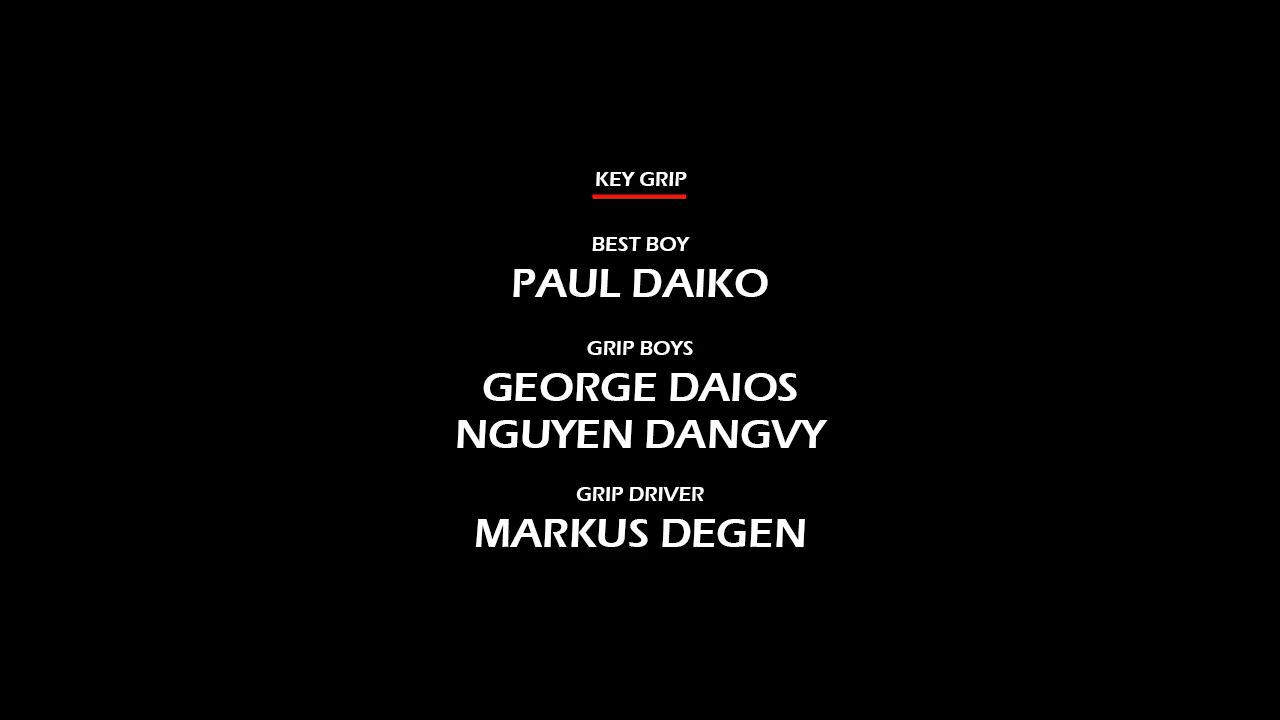 KEY GRIP
BEST BOY
PAUL DAIKO
GRIP BOYS
GEORGE DAIOS
NGUYEN DANGVY
GRIP DRIVER
MARKUS DEGEN